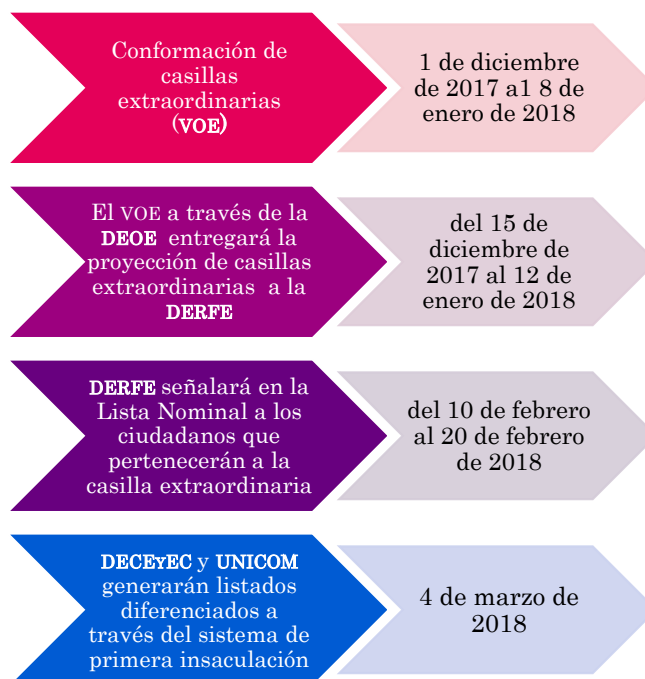 Conformación de
casillas
extraordinarias
(VOE)
1 de diciembre
de 2017 a1 8 de
enero de 2018
El VOE a través de la
DEOE entregará la
proyección de casillas
extraordinarias a la
DERFE
del 15 de
diciembre de
2017 al 12 de
enero de 2018
DERFE señalará en la
Lista Nominal a los
ciudadanos que
pertenecerán a la
casilla extraordinaria
del 10 de febrero
al 20 de febrero
de 2018
DECEyEC y UNICOM
generarán listados
diferenciados a
través del sistema de
primera insaculación
4 de marzo de
2018